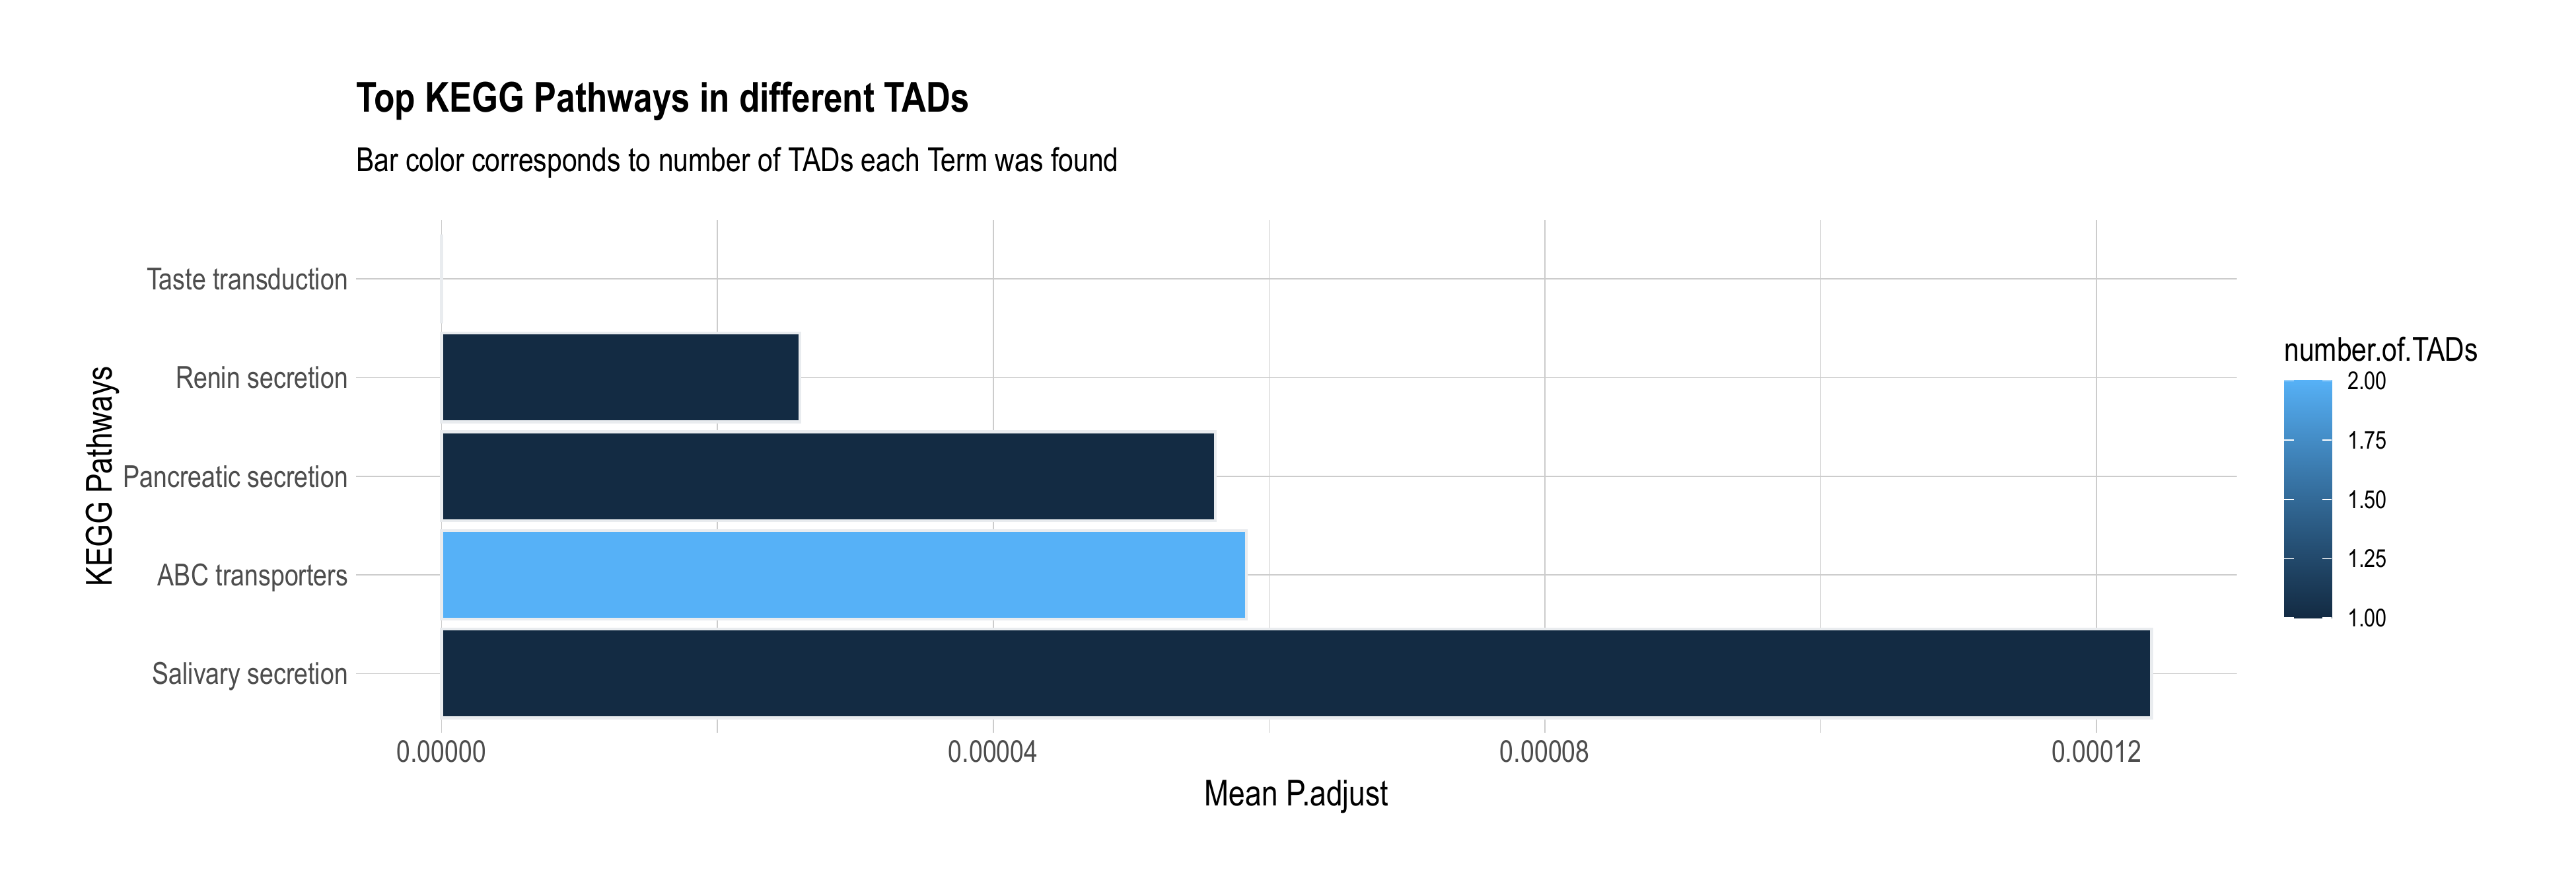 Top KEGG Pathways in different TADs
Bar color corresponds to number of TADs each Term was found
KEGG Pathways
Taste transduction
Renin secretion
Pancreatic secretion
ABC transporters
Salivary secretion
0.00000
0.00004
0.00008
0.00012
Mean P.adjust
number.of.TADs
2.00
1.75
1.50
1.25
1.00